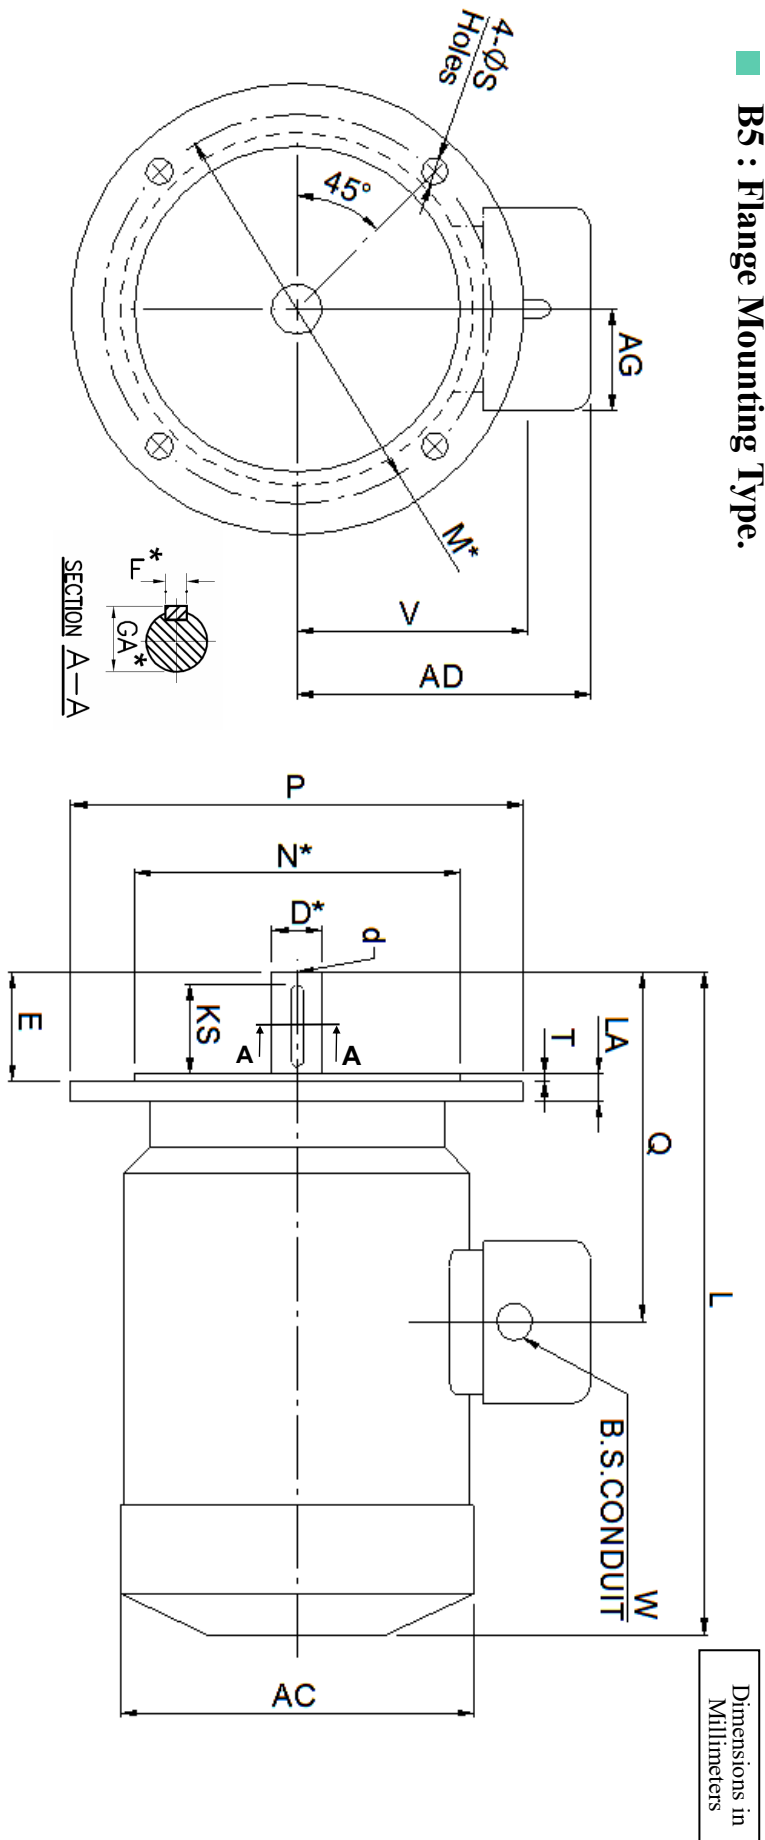 B5 : Flange Mounting Type.
Dimensions in
Millimeters
4-ØS
Holes
45°
AG
M*
V
AD
F*
GA*
SECTION A—A
P
N*
D*
d
E
KS
A
A
T
LA
Q
L
W
B.S.CONDUIT
AC